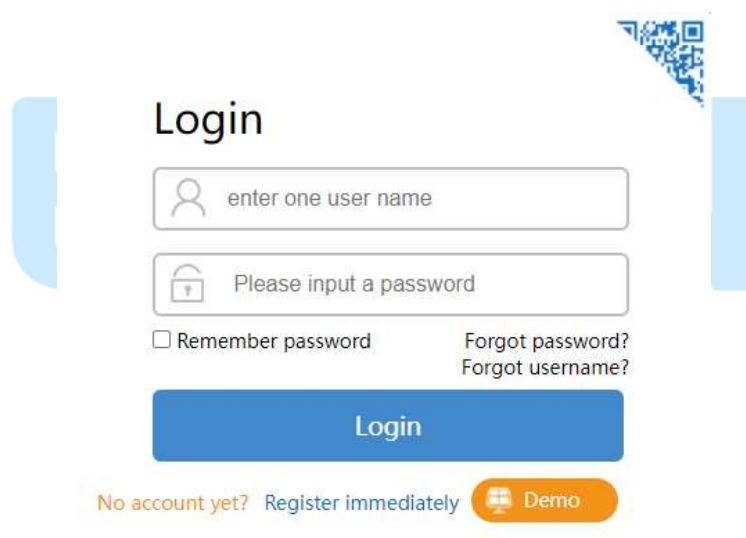 Login
enter one user name
Please input a password
Remember password Forgot password?
Forgot username?
Login
No account yet? Register immediately Demo